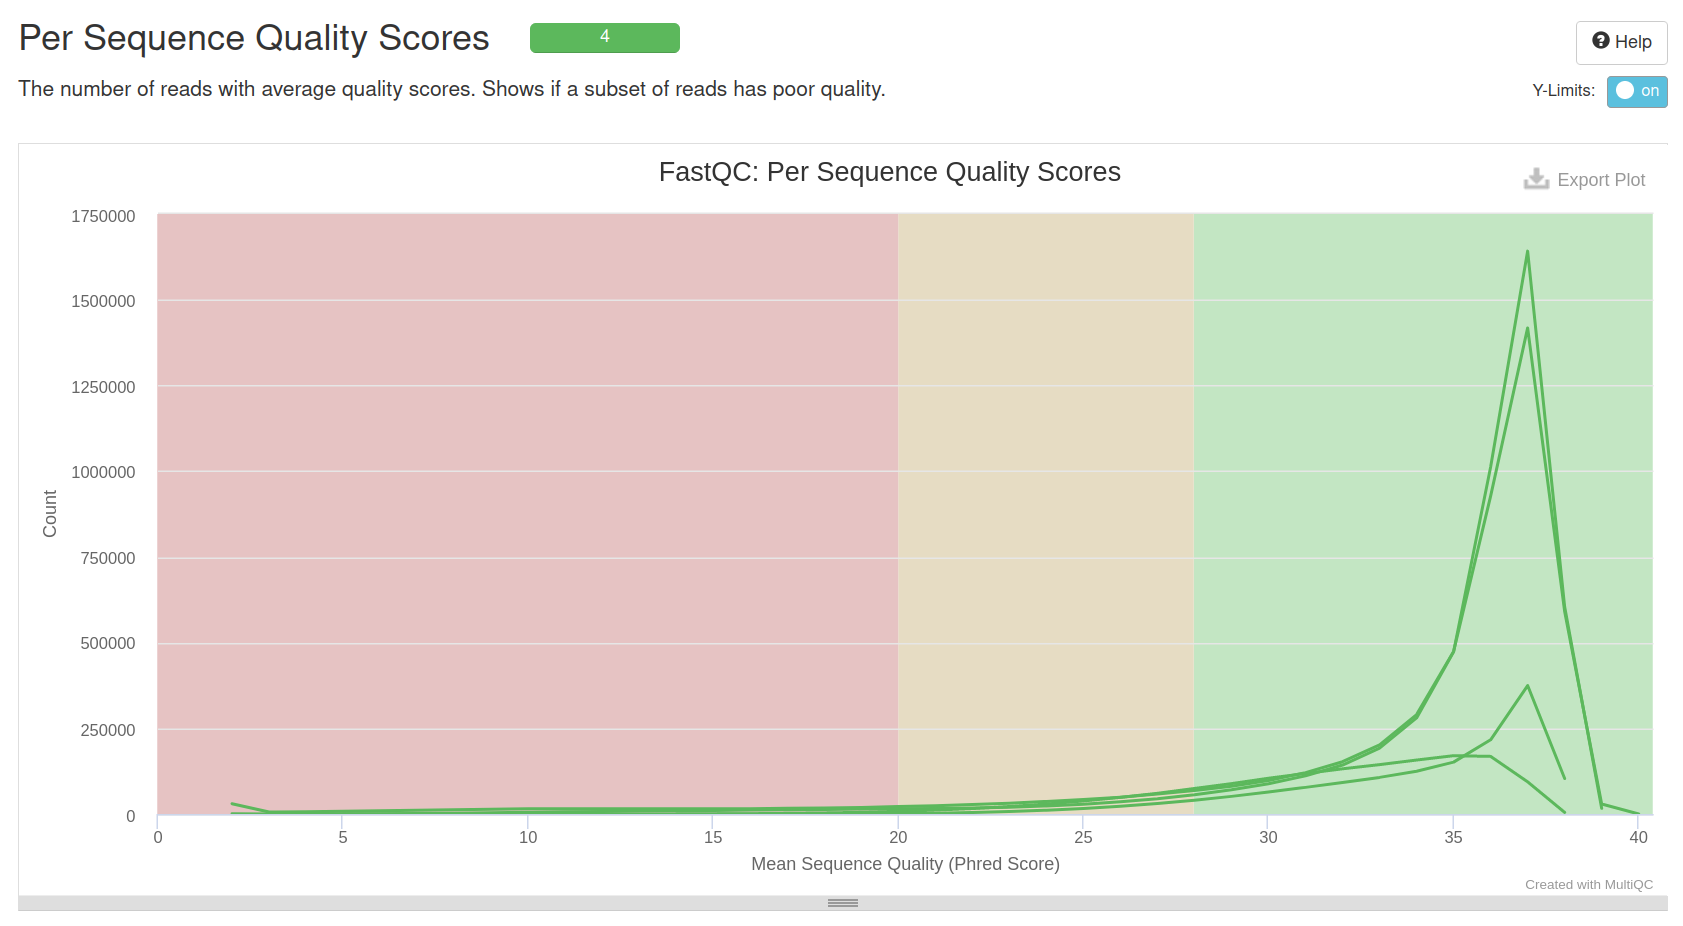 Per Sequence Quality Scores
4
Help
The number of reads with average quality scores. Shows if a subset of reads has poor quality.
Y-Limits:
on
FastQC: Per Sequence Quality Scores
Export Plot
1750000
1500000
1250000
1000000
750000
500000
250000
0
Count
0 5 10 15 20 25 30 35 40
Mean Sequence Quality (Phred Score)
Created with MultiQC